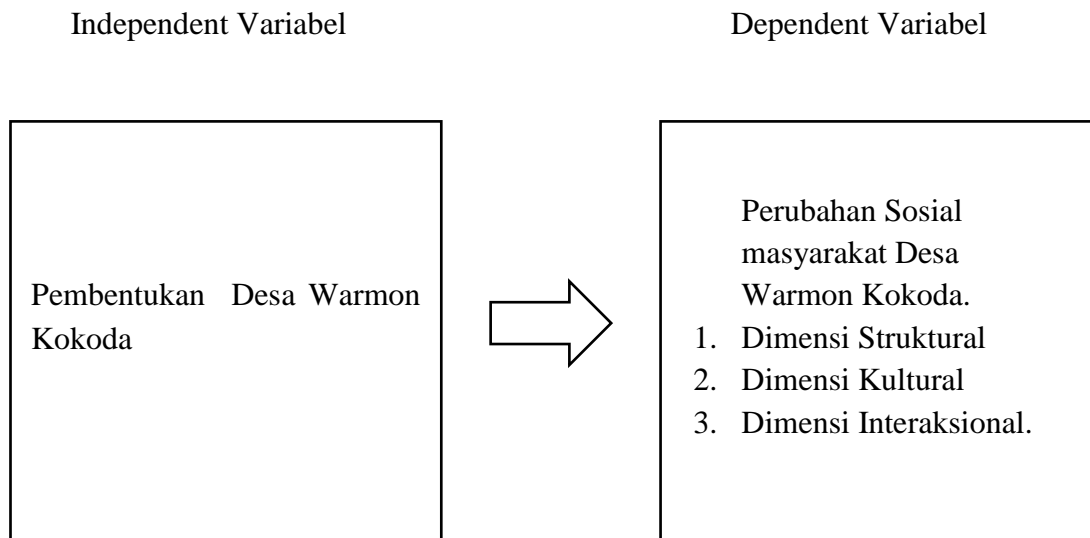 Independent Variabel
Dependent Variabel
Pembentukan Desa Warmon
Kokoda
Perubahan Sosial
masyarakat Desa
Warmon Kokoda.
1. Dimensi Struktural
2. Dimensi Kultural
3. Dimensi Interaksional.